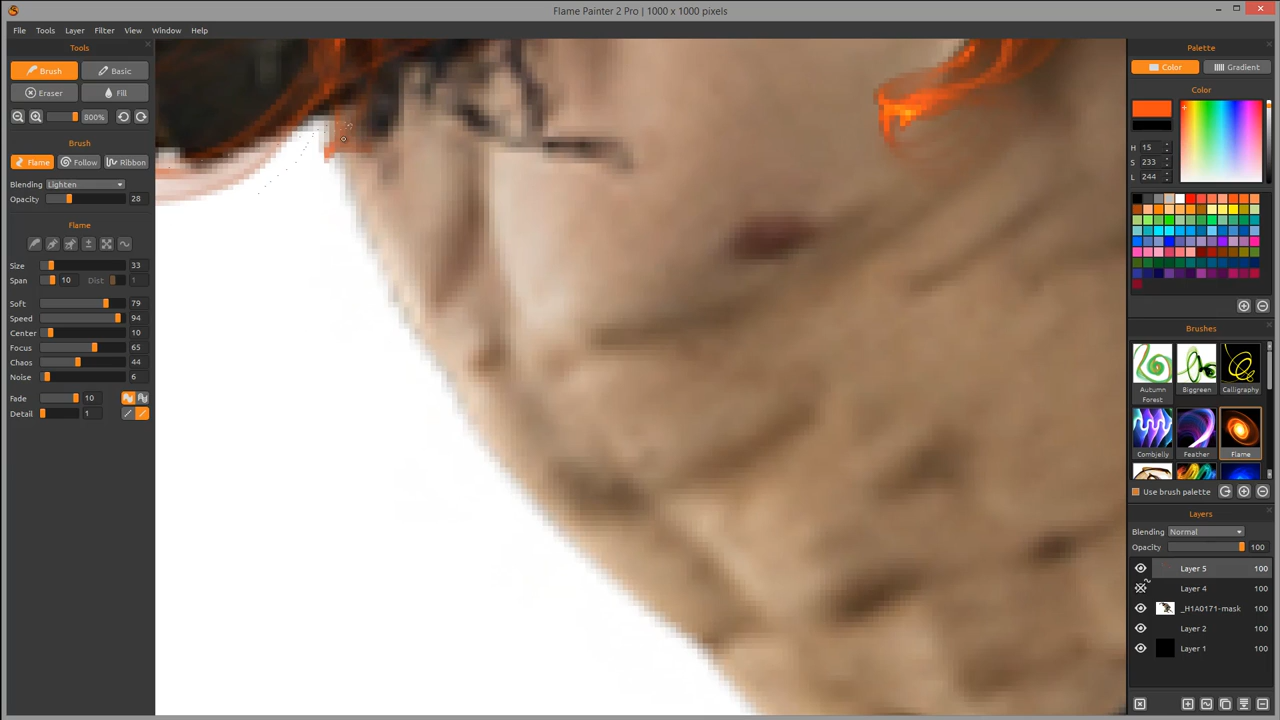 Flame Painter 2 Pro | 1000 x 1000 pixels
File Tools Layer Filter View Window Help
Tools
Brush Basic
Eraser Fill
800%
Brush
Flame Follow Ribbon
Blending Lighten
Opacity 28
Flame
Size 33
Span 10 Dist 1
Soft 79
Speed 94
Center 10
Focus 65
Chaos 44
Noise 6
Fade 10
Detail 1
Palette
Color Gradient
Color
H 15
S 233
L 244
Brushes
Autumn Forest Biggreen Calligraphy
Combjelly Feather Flame
Use brush palette
Layers
Blending Normal
Opacity 100
Layer 5 100
Layer 4 100
_H1A0171-mask 100
Layer 2 100
Layer 1 100